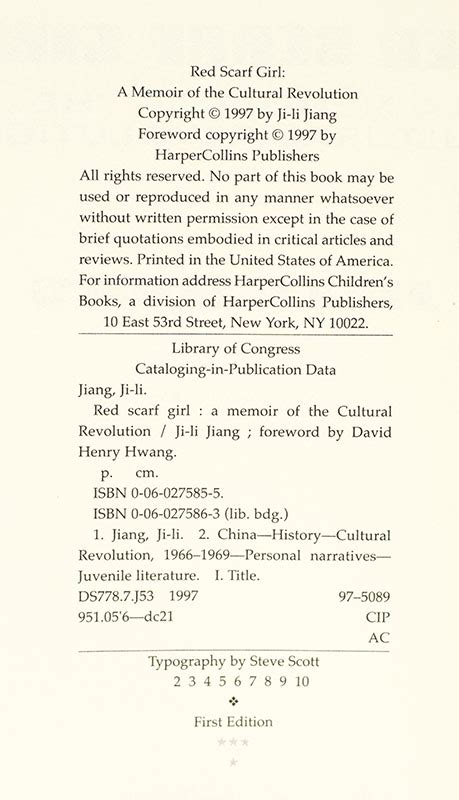 Red Scarf Girl:
A Memoir of the Cultural Revolution
Copyright © 1997 by Ji-li Jiang
Foreword copyright © 1997 by
HarperCollins Publishers
All rights reserved. No part of this book may be
used or reproduced in any manner whatsoever
without written permission except in the case of
brief quotations embodied in critical articles and
reviews. Printed in the United States of America.
For information address HarperCollins Children's
Books, a division of HarperCollins Publishers,
10 East 53rd Street, New York, NY 10022.
Library of Congress
Cataloging-in-Publication Data
Jiang, Ji-li.
Red scarf girl : a memoir of the Cultural
Revolution / Ji-li Jiang ; foreword by David
Henry Hwang.
p. cm.
ISBN 0-06-027585-5.
ISBN 0-06-027586-3 (lib. bdg.)
1. Jiang, Ji-li. 2. China—History—Cultural
Revolution, 1966–1969—Personal narratives—
Juvenile literature. I. Title.
DS778.7.J53 1997 97–5089
951.05'6—dc21 CIP
AC
Typography by Steve Scott
2 3 4 5 6 7 8 9 10
❖
First Edition